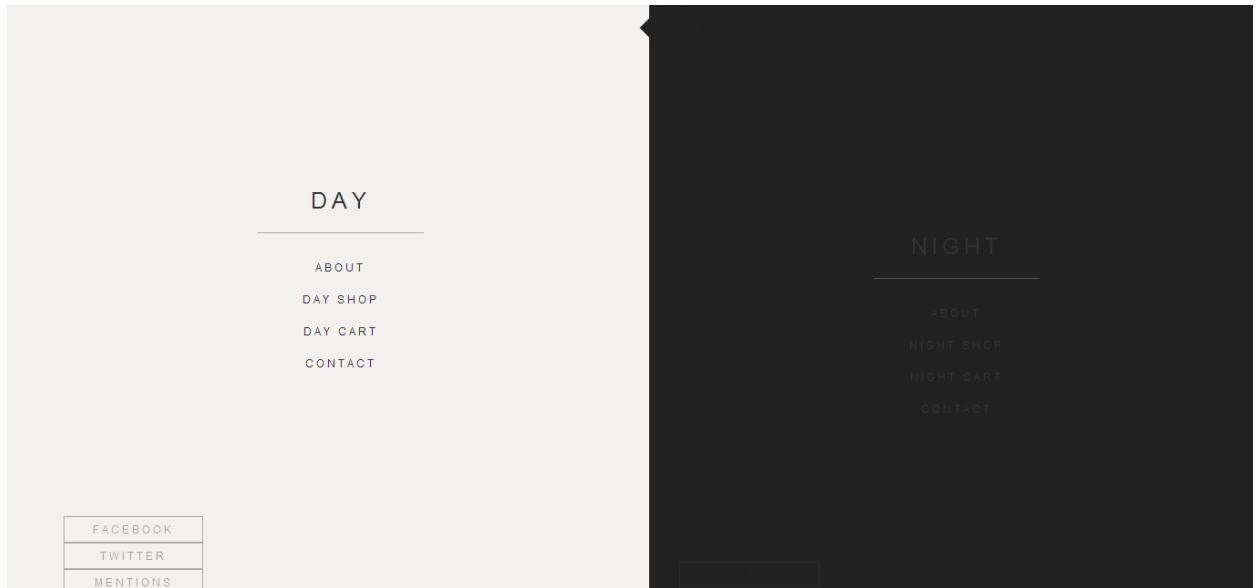 DAY
ABOUT
DAY SHOP
DAY CART
CONTACT
FACEBOOK
TWITTER
MENTIONS
NIGHT
ABOUT
NIGHT SHOP
NIGHT CART
CONTACT